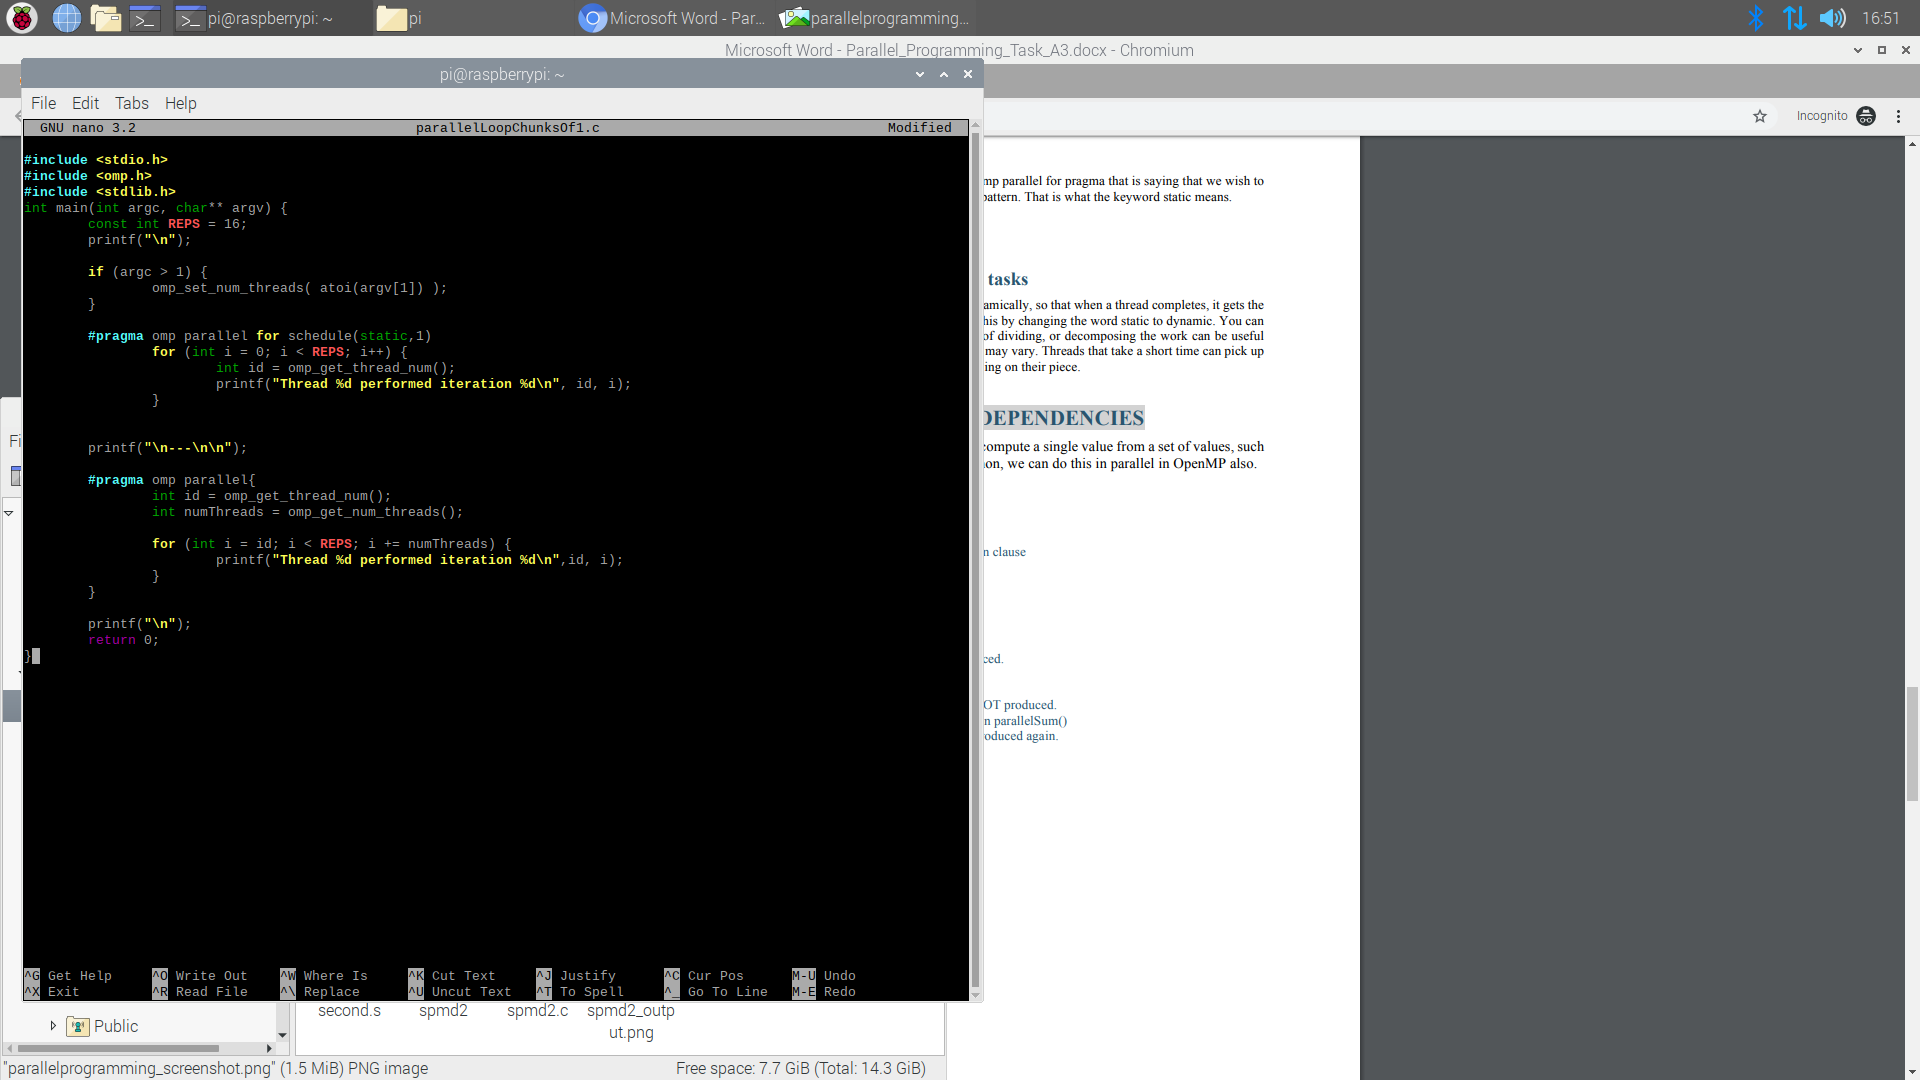 pi@raspberrypi: ~
pi
Microsoft Word - Par...
parallelprogramming...
16:51
Microsoft Word - Parallel_Programming_Task_A3.docx - Chromium
pi@raspberrypi: ~
File Edit Tabs Help
Incognito
GNU nano 3.2 parallelLoopChunksOf1.c Modified
#include <stdio.h>
#include <omp.h>
#include <stdlib.h>
int main(int argc, char** argv) {
const int REPS = 16;
printf("\n");
if (argc > 1) {
omp_set_num_threads( atoi(argv[1]) );
}
#pragma omp parallel for schedule(static,1)
for (int i = 0; i < REPS; i++) {
int id = omp_get_thread_num();
printf("Thread %d performed iteration %d\n", id, i);
}
printf("\n---\n\n");
#pragma omp parallel{
int id = omp_get_thread_num();
int numThreads = omp_get_num_threads();
for (int i = id; i < REPS; i += numThreads) {
printf("Thread %d performed iteration %d\n",id, i);
}
}
printf("\n");
return 0;
}
^G Get Help ^O Write Out ^W Where Is ^K Cut Text ^J Justify ^C Cur Pos M-U Undo
^X Exit ^R Read File ^\ Replace ^U Uncut Text ^T To Spell ^_ Go To Line M-E Redo
mp parallel for pragma that is saying that we wish to
pattern. That is what the keyword static means.
tasks
amically, so that when a thread completes, it gets the
his by changing the word static to dynamic. You can
of dividing, or decomposing the work can be useful
may vary. Threads that take a short time can pick up
ing on their piece.
DEPENDENCIES
compute a single value from a set of values, such
on, we can do this in parallel in OpenMP also.
n clause
ced.
OT produced.
n parallelSum()
oduced again.
Fi
second.s spmd2 spmd2.c spmd2_outp
ut.png
Public
"parallelprogramming_screenshot.png" (1.5 MiB) PNG image Free space: 7.7 GiB (Total: 14.3 GiB)